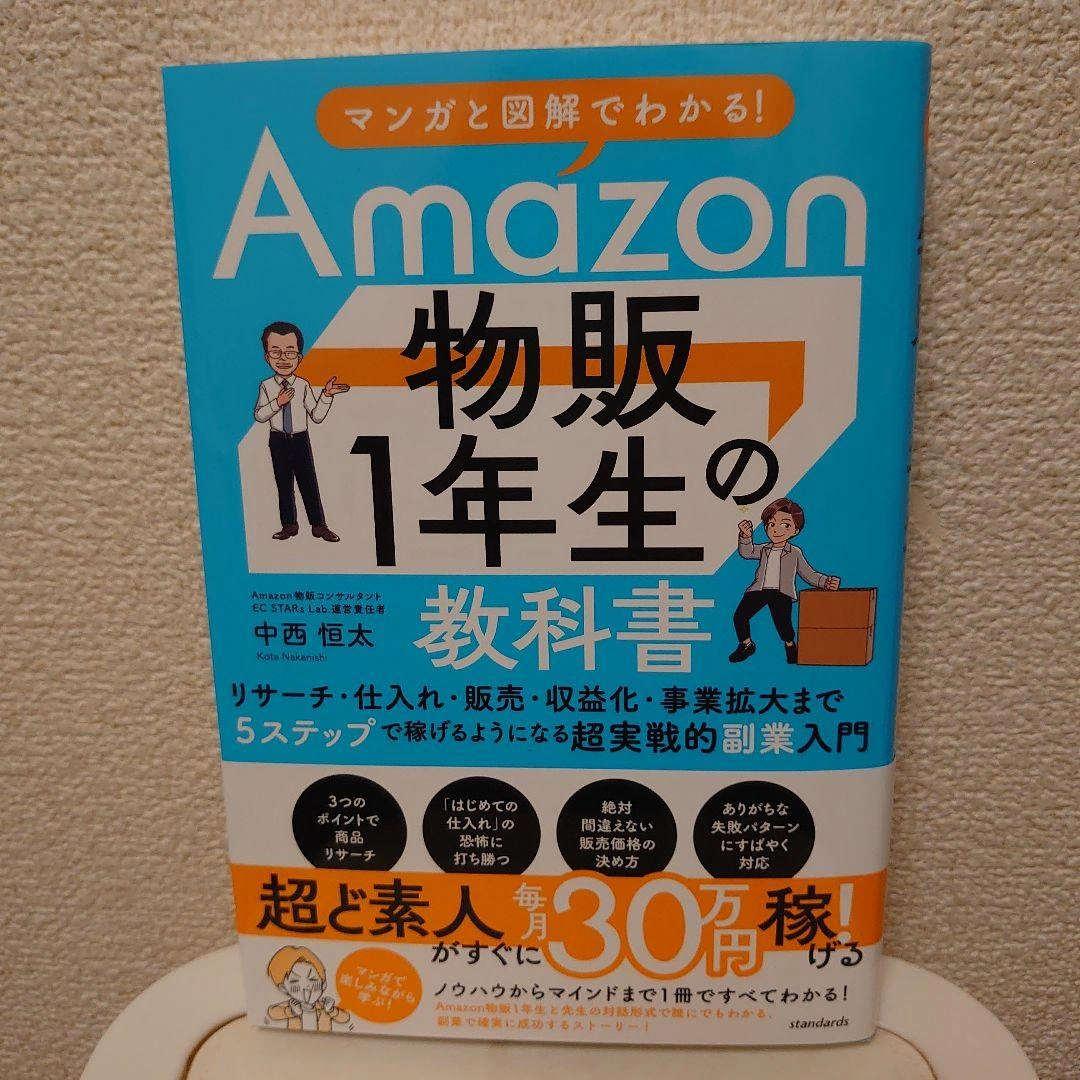 マンガと図解でわかる!
Amazon
物販
1年生の
教科書
Amazon物販コンサルタント
EC STARs Lab.運営責任者
中西 恒太
Kota Nakanishi
リサーチ・仕入れ・販売・収益化・事業拡大まで
5ステップで稼げるようになる超実戦的副業入門
3つの
ポイントで
商品
リサーチ
「はじめての
仕入れ」の
恐怖に
打ち勝つ
絶対
間違えない
販売価格の
決め方
ありがちな
失敗パターン
にすばやく
対応
超ど素人がすぐに毎月30万円稼げる!
マンガで
楽しみながら
学ぶ!
ノウハウからマインドまで1冊ですべてわかる!
Amazon物販1年生と先生の対話形式で誰にでもわかる、
副業で確実に成功するストーリー!
standards